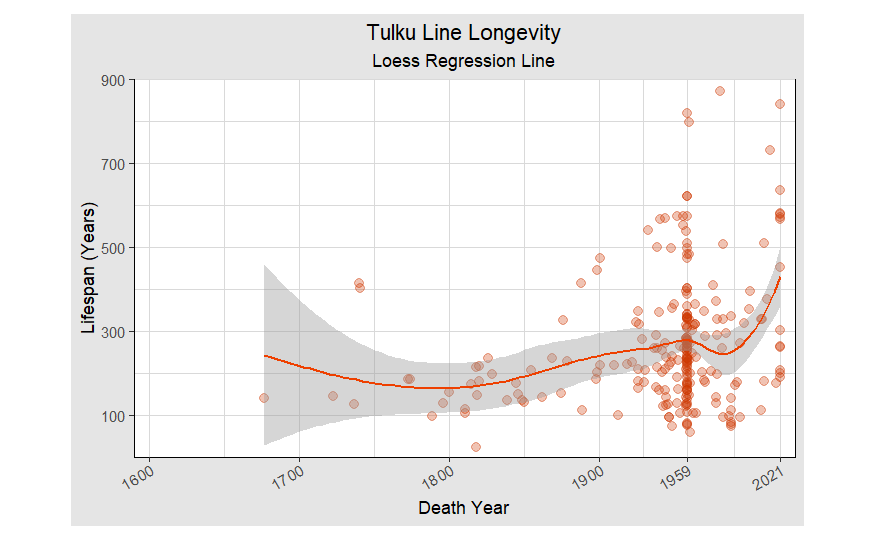 Tulku Line Longevity
Loess Regression Line
900
700
500
300
100
Lifespan (Years)
1600
1700
1800
1900
1959
2021
Death Year